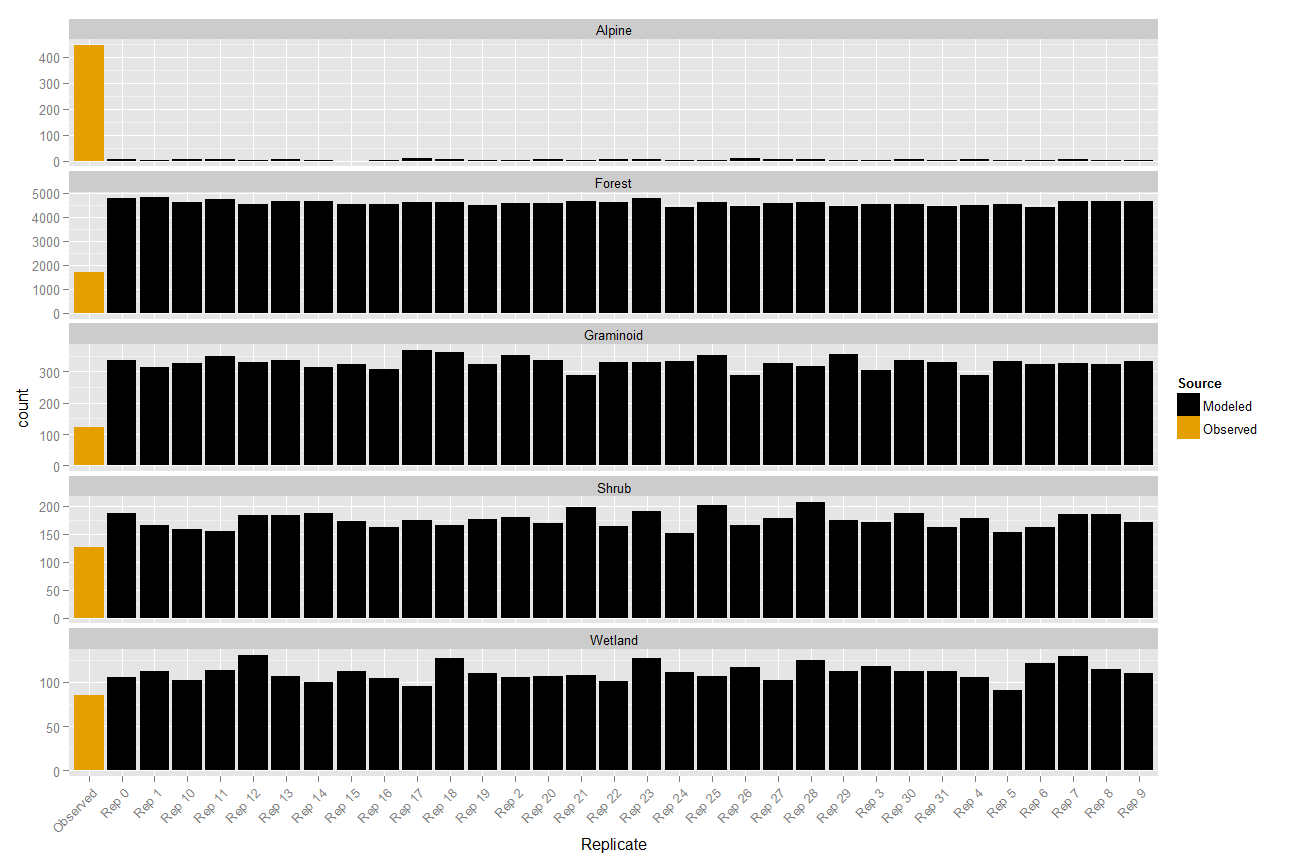 Alpine
400
300
200
100
0
Forest
5000
4000
3000
2000
1000
0
Graminoid
300
200
100
0
Shrub
200
150
100
50
0
Wetland
100
50
0
count
Observed Rep 0 Rep 1 Rep 10 Rep 11 Rep 12 Rep 13 Rep 14 Rep 15 Rep 16 Rep 17 Rep 18 Rep 19 Rep 2 Rep 20 Rep 21 Rep 22 Rep 23 Rep 24 Rep 25 Rep 26 Rep 27 Rep 28 Rep 29 Rep 3 Rep 30 Rep 31 Rep 4 Rep 5 Rep 6 Rep 7 Rep 8 Rep 9
Replicate
Source
Modeled
Observed